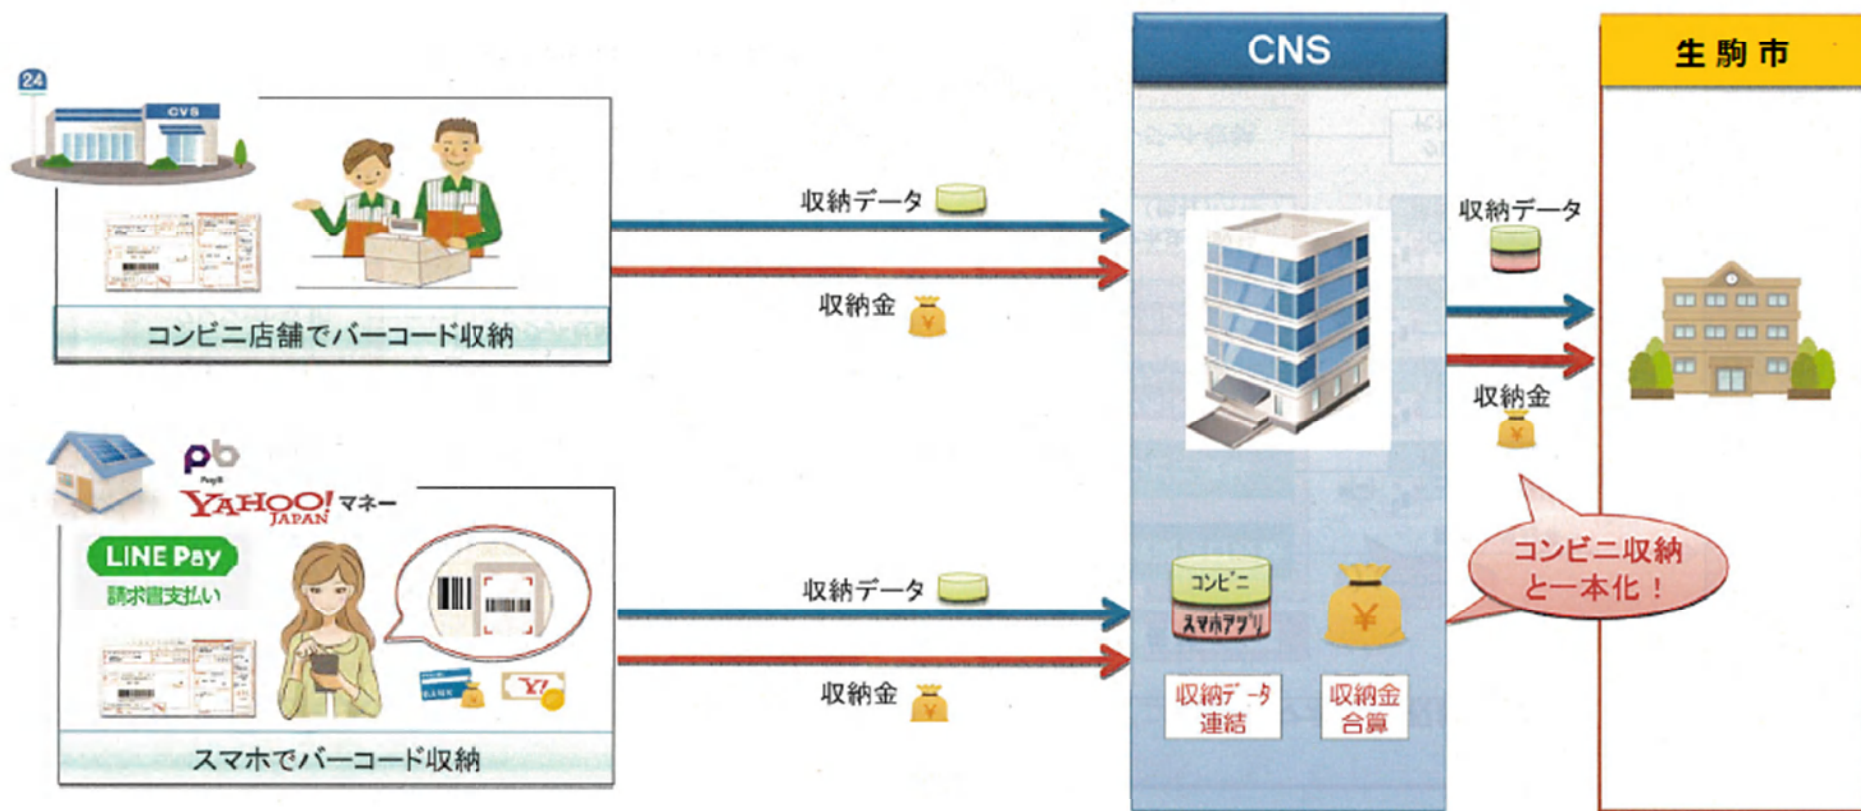 24
CVS
コンビニ店舗でバーコード収納
pb
PayB
YAHOO!
JAPAN
マネー
LINE Pay
請求書支払い
スマホでバーコード収納
収納データ
収納金
¥
収納データ
収納金
¥
CNS
コンビニ
スマホアプリ
¥
収納データ
連結
収納金
合算
収納データ
収納金
¥
コンビニ収納
と一本化!
生駒市